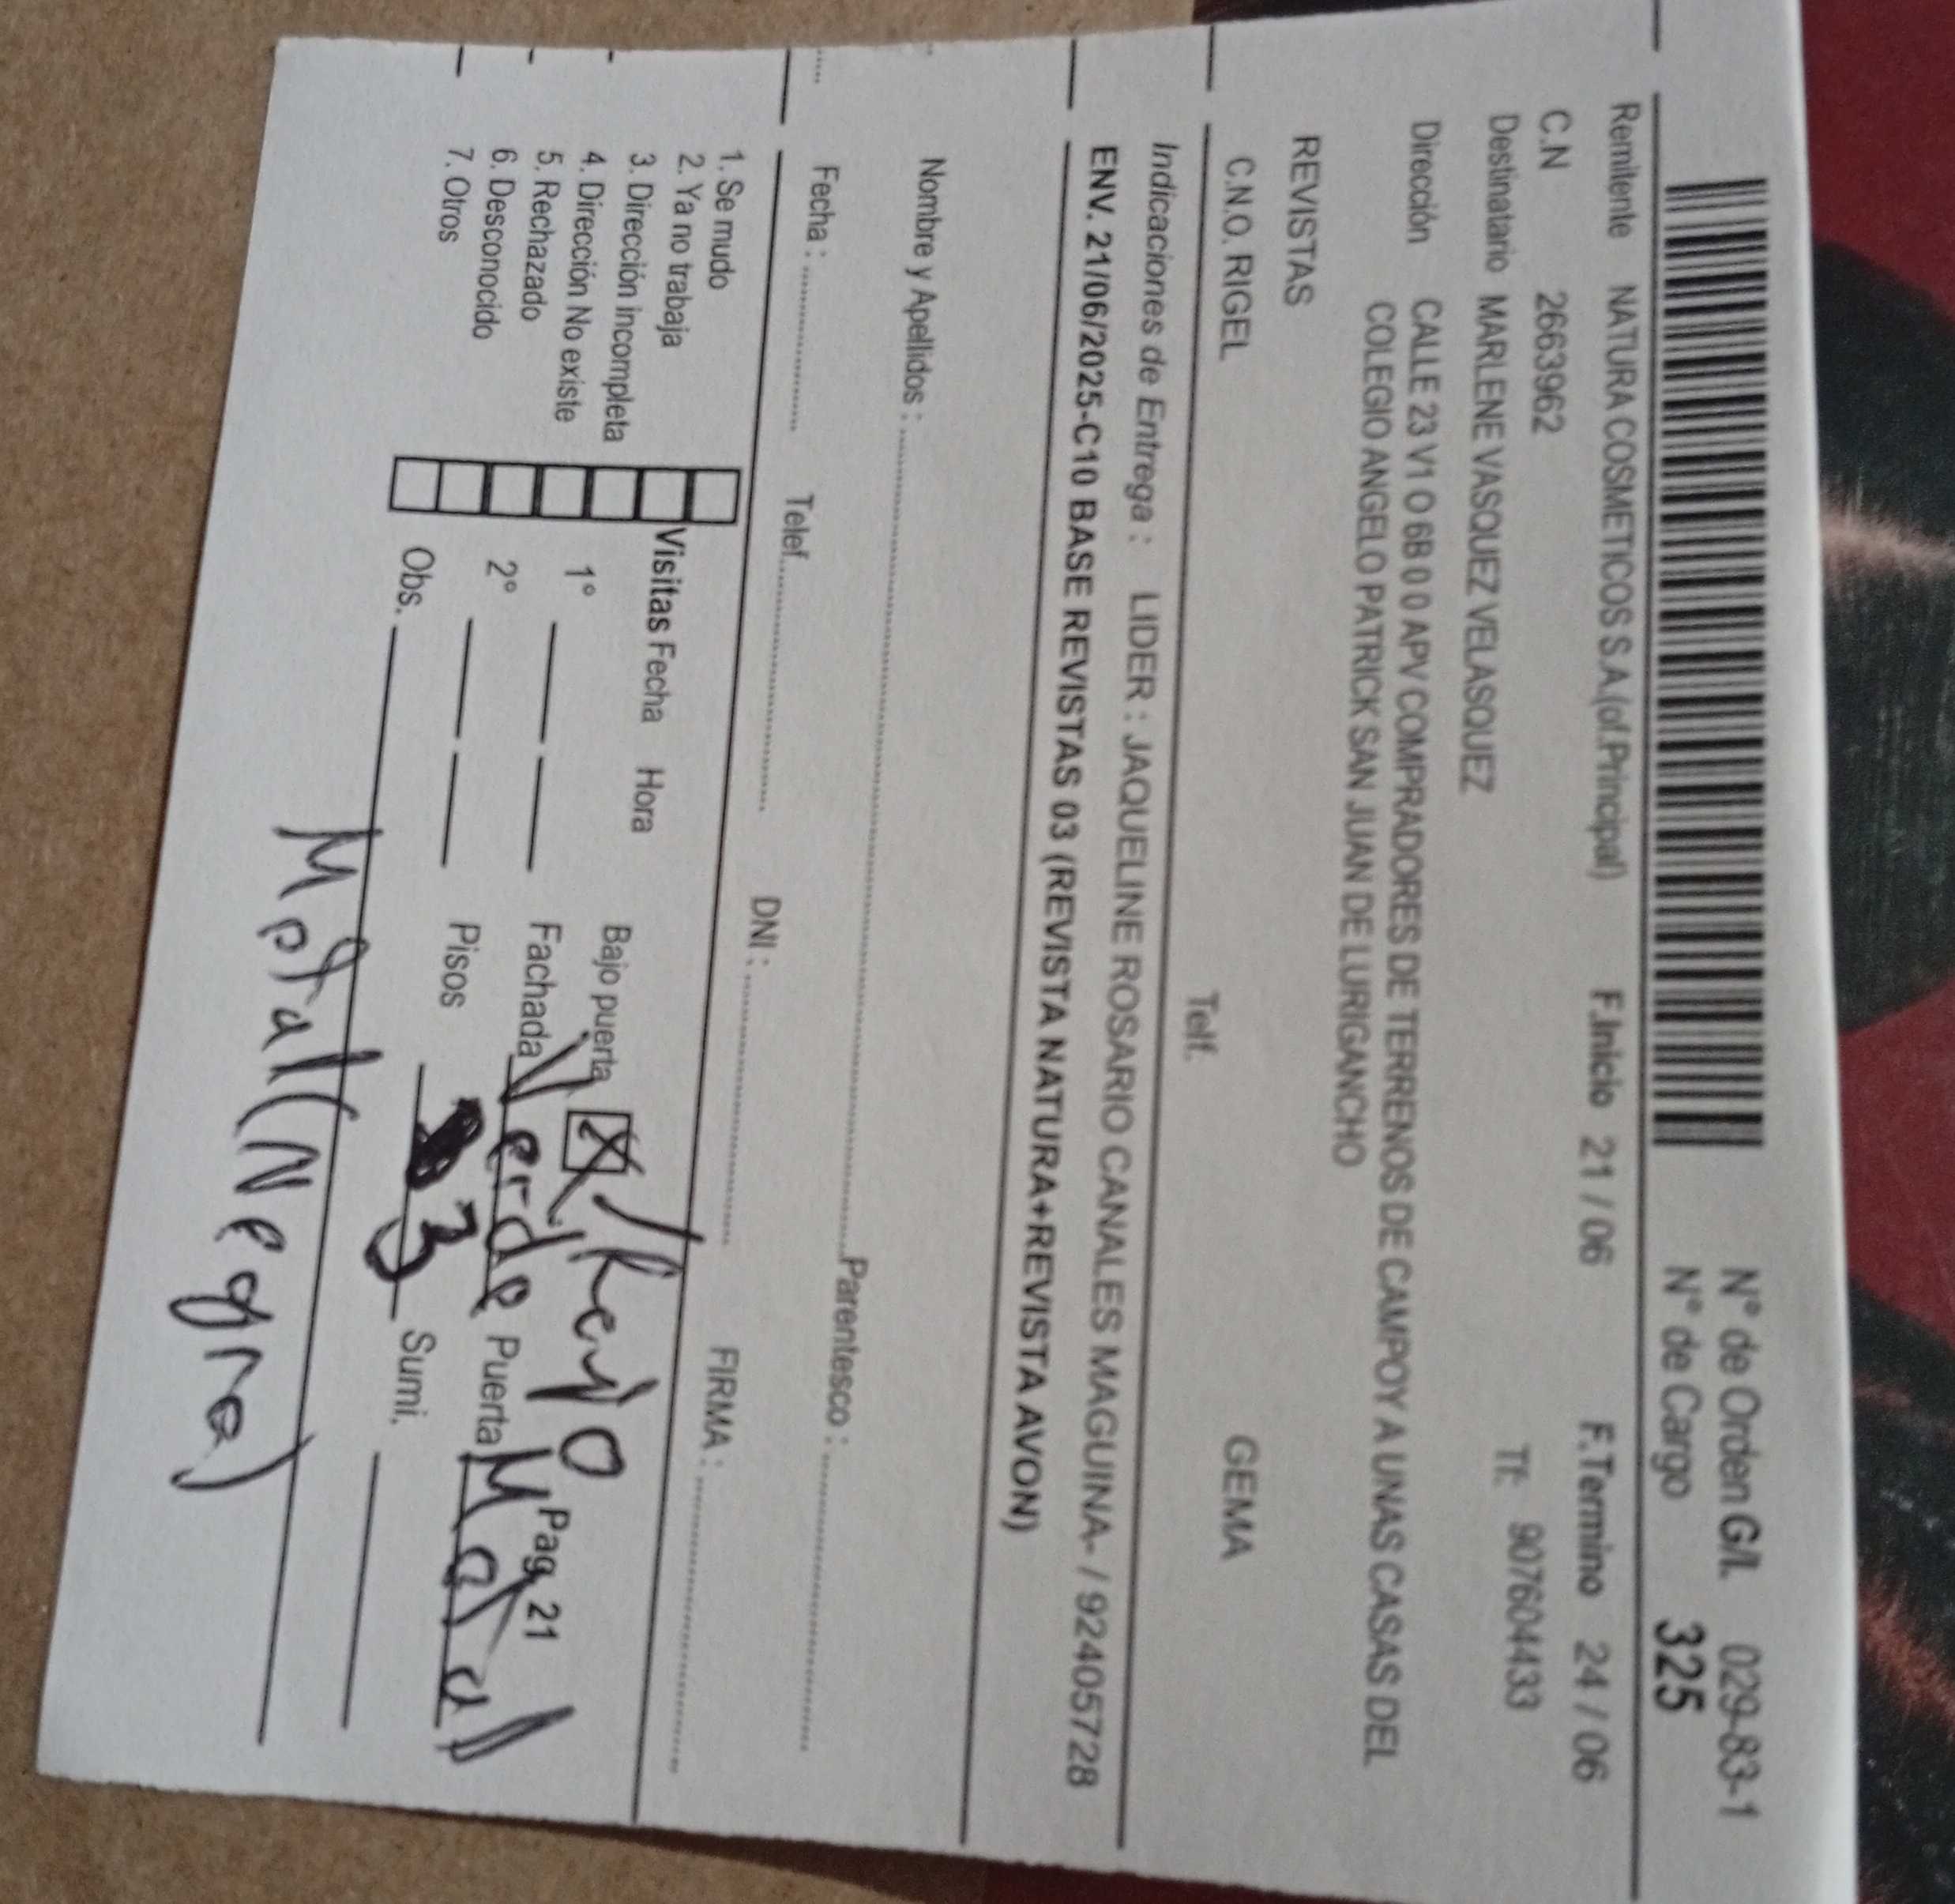 N° de Orden G/L 029-83-1
N° de Cargo 325
Remitente NATURA COSMETICOS S.A.(of.Principal) F.Inicio 21 / 06 F.Termino 24 / 06
C.N 2663962 Tf: 907604433
Destinatario MARLENE VASQUEZ VELASQUEZ
Dirección CALLE 23 V1 O 6B 0 0 APV COMPRADORES DE TERRENOS DE CAMPOY A UNAS CASAS DEL
COLEGIO ANGELO PATRICK SAN JUAN DE LURIGANCHO
REVISTAS
C.N.O. RIGEL Telf. GEMA
Indicaciones de Entrega : LIDER : JAQUELINE ROSARIO CANALES MAGUINA- / 924057728
ENV. 21/06/2025-C10 BASE REVISTAS 03 (REVISTA NATURA+REVISTA AVON)
Nombre y Apellidos : Parentesco :
Fecha : Telef. DNI : FIRMA :
1. Se mudo
2. Ya no trabaja
3. Dirección incompleta
4. Dirección No existe
5. Rechazado
6. Desconocido
7. Otros
Visitas Fecha Hora Bajo puerta X
1° Fachada Verde Puerta
Pag 21
2° Pisos 3 Sumi.
Obs. Metal (Negra)